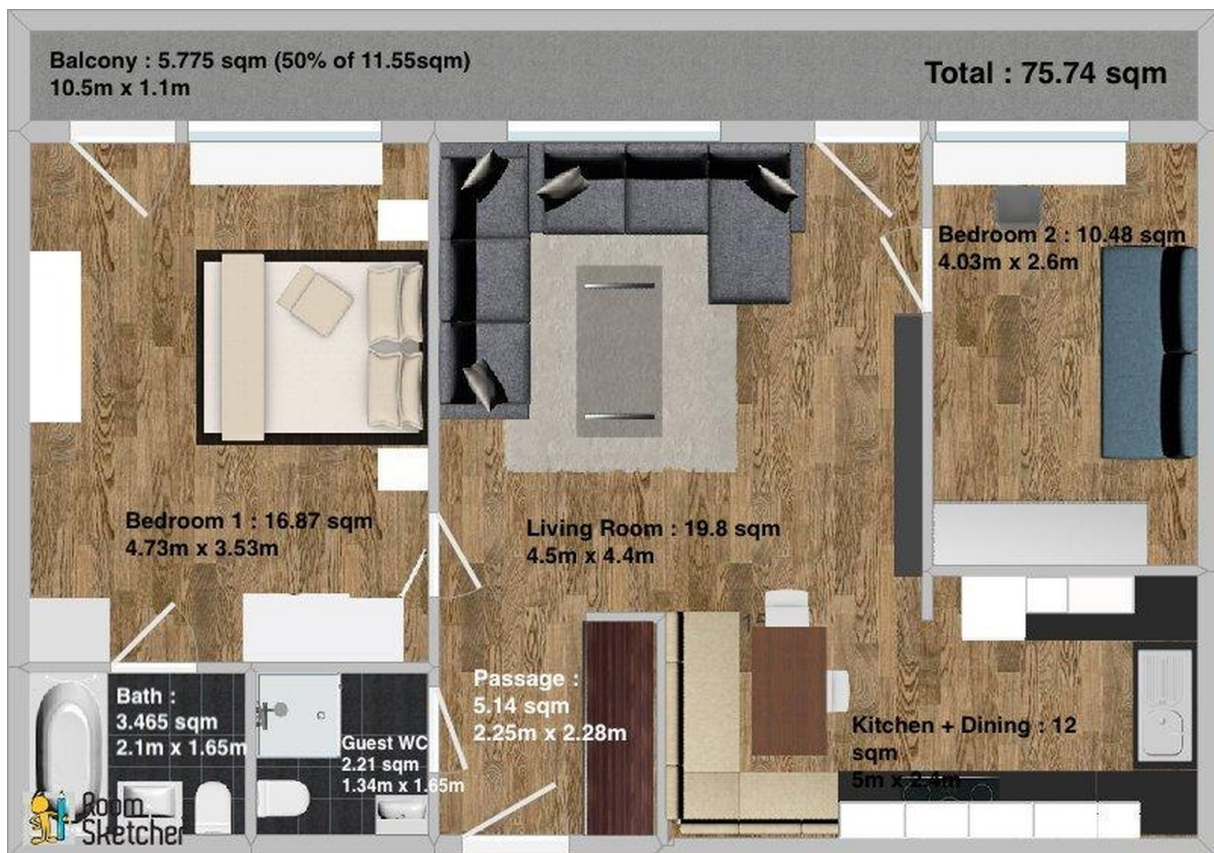 Balcony : 5.775 sqm (50% of 11.55sqm)
10.5m x 1.1m
Total : 75.74 sqm
Bedroom 2 : 10.48 sqm
4.03m x 2.6m
Bedroom 1 : 16.87 sqm
4.73m x 3.53m
Living Room : 19.8 sqm
4.5m x 4.4m
Passage :
5.14 sqm
2.25m x 2.28m
Bath :
3.465 sqm
2.1m x 1.65m
Guest WC
2.21 sqm
1.34m x 1.65m
Kitchen + Dining : 12
sqm
5m x 2.4m
Room
Sketcher